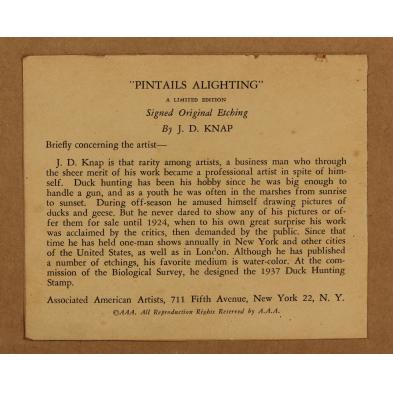 "PINTAILS ALIGHTING"
A LIMITED EDITION
Signed Original Etching
By J. D. KNAP
Briefly concerning the artist—
J. D. Knap is that rarity among artists, a business man who through
the sheer merit of his work became a professional artist in spite of him-
self. Duck hunting has been his hobby since he was big enough to
handle a gun, and as a youth he was often in the marshes from sunrise
to sunset. During off-season he amused himself drawing pictures of
ducks and geese. But he never dared to show any of his pictures or of-
fer them for sale until 1924, when to his own great surprise his work
was acclaimed by the critics, then demanded by the public. Since that
time he has held one-man shows annually in New York and other cities
of the United States, as well as in London. Although he has published
a number of etchings, his favorite medium is water-color. At the com-
mission of the Biological Survey, he designed the 1937 Duck Hunting
Stamp.
Associated American Artists, 711 Fifth Avenue, New York 22, N. Y.
©AAA. All Reproduction Rights Reserved by A.A.A.